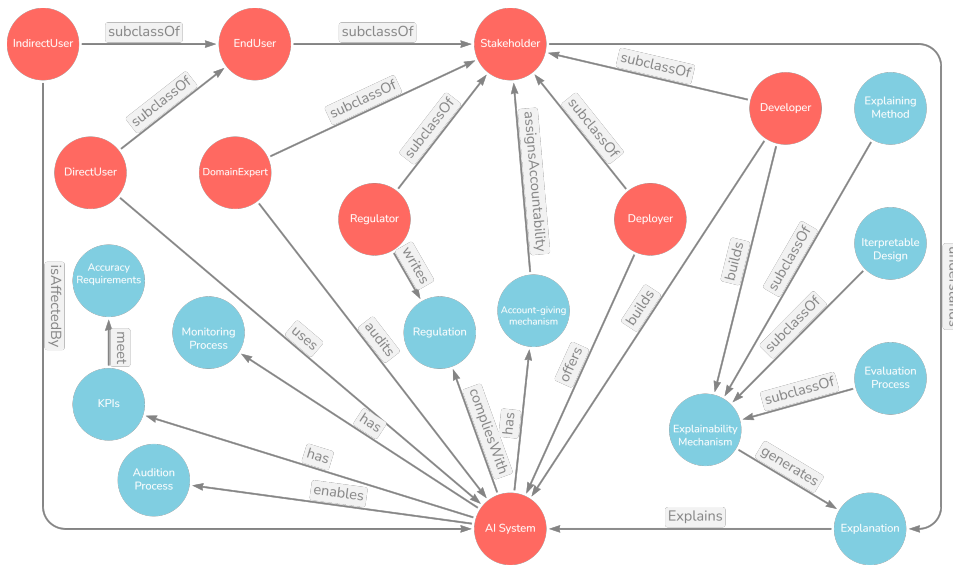 IndirectUser
subclassOf
EndUser
subclassOf
Stakeholder
subclassOf
Developer
Explaining
Method
subclassOf
DirectUser
subclassOf
DomainExpert
subclassOf
Regulator
assignsAccountability
subclassOf
Deployer
Iterpretable
Design
writes
builds
subclassOf
understands
isAffectedBy
Accuracy
Requirements
Monitoring
Process
Regulation
Account-giving
mechanism
builds
subclassOf
meet
uses
audits
offers
Evaluation
Process
subclassOf
KPIs
has
compliesWith
has
Explainability
Mechanism
has
generates
Audition
Process
enables
AI System
Explains
Explanation